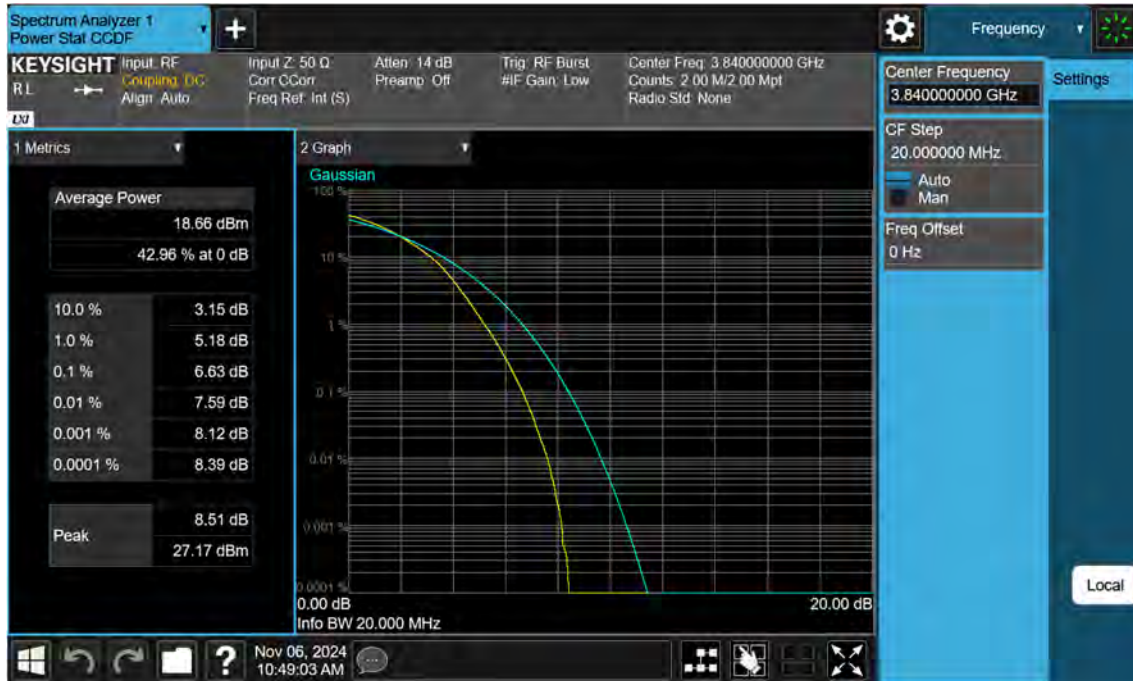 Spectrum Analyzer 1
Power Stat CCDF
+
Frequency
KEYSIGHT
RL
LXI
Input: RF
Coupling: DC
Align: Auto
Input Z: 50 Ω
Corr CCorr
Freq Ref: Int (S)
Atten: 14 dB
Preamp: Off
Trig: RF Burst
#IF Gain: Low
Center Freq: 3.840000000 GHz
Counts: 2.00 M/2.00 Mpt
Radio Std: None
Center Frequency
3.840000000 GHz
Settings
CF Step
20.000000 MHz
Auto
Man
Freq Offset
0 Hz
Local
1 Metrics
Average Power
18.66 dBm
42.96 % at 0 dB
10.0 % 3.15 dB
1.0 % 5.18 dB
0.1 % 6.63 dB
0.01 % 7.59 dB
0.001 % 8.12 dB
0.0001 % 8.39 dB
Peak
8.51 dB
27.17 dBm
2 Graph
Gaussian
100 %
10 %
1 %
0.1 %
0.01 %
0.001 %
0.0001 %
0.00 dB 20.00 dB
Info BW 20.000 MHz
?
Nov 06, 2024
10:49:03 AM